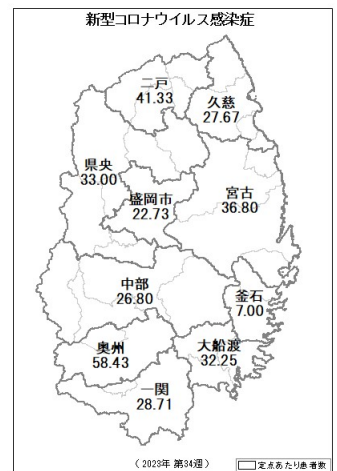 新型コロナウイルス感染症
二戸
41.33
久慈
27.67
県央
33.00
盛岡市
22.73
宮古
36.80
中部
26.80
釜石
7.00
奥州
58.43
大船渡
32.25
一関
28.71
（2023年 第34週）
定点あたり患者数